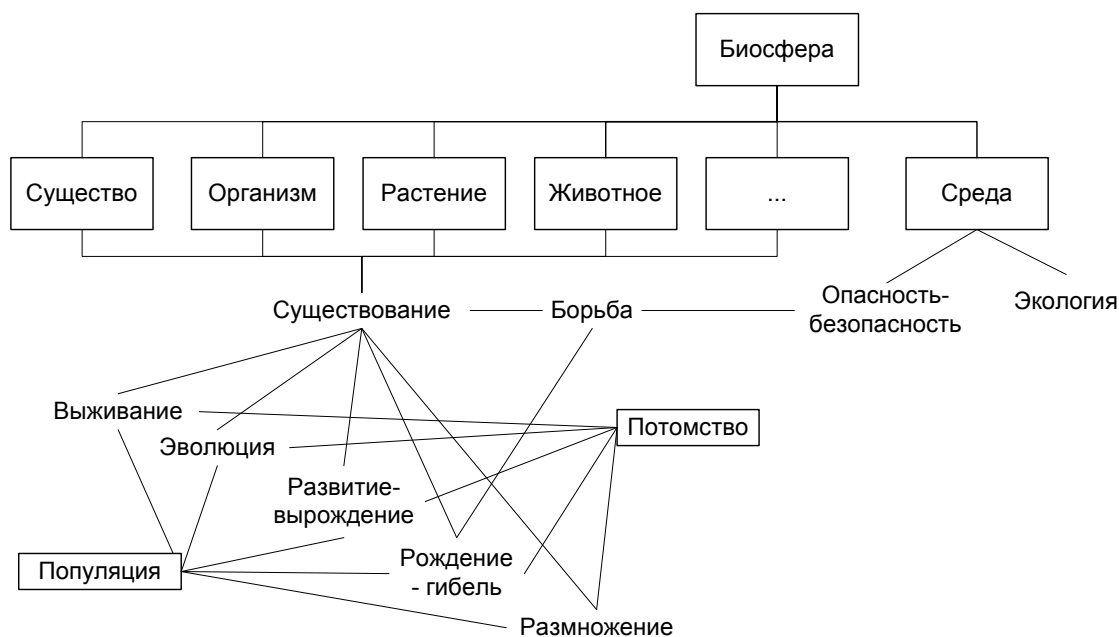 Биосфера
Существо
Организм
Растение
Животное
...
Среда
Существование
Борьба
Опасность-
безопасность
Экология
Выживание
Эволюция
Потомство
Развитие-
вырождение
Популяция
Рождение
- гибель
Размножение